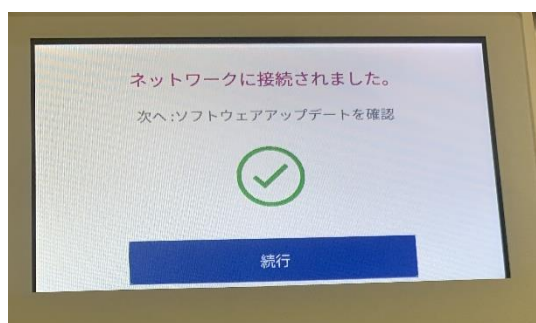 ネットワークに接続されました。
次へ:ソフトウェアアップデートを確認
続行